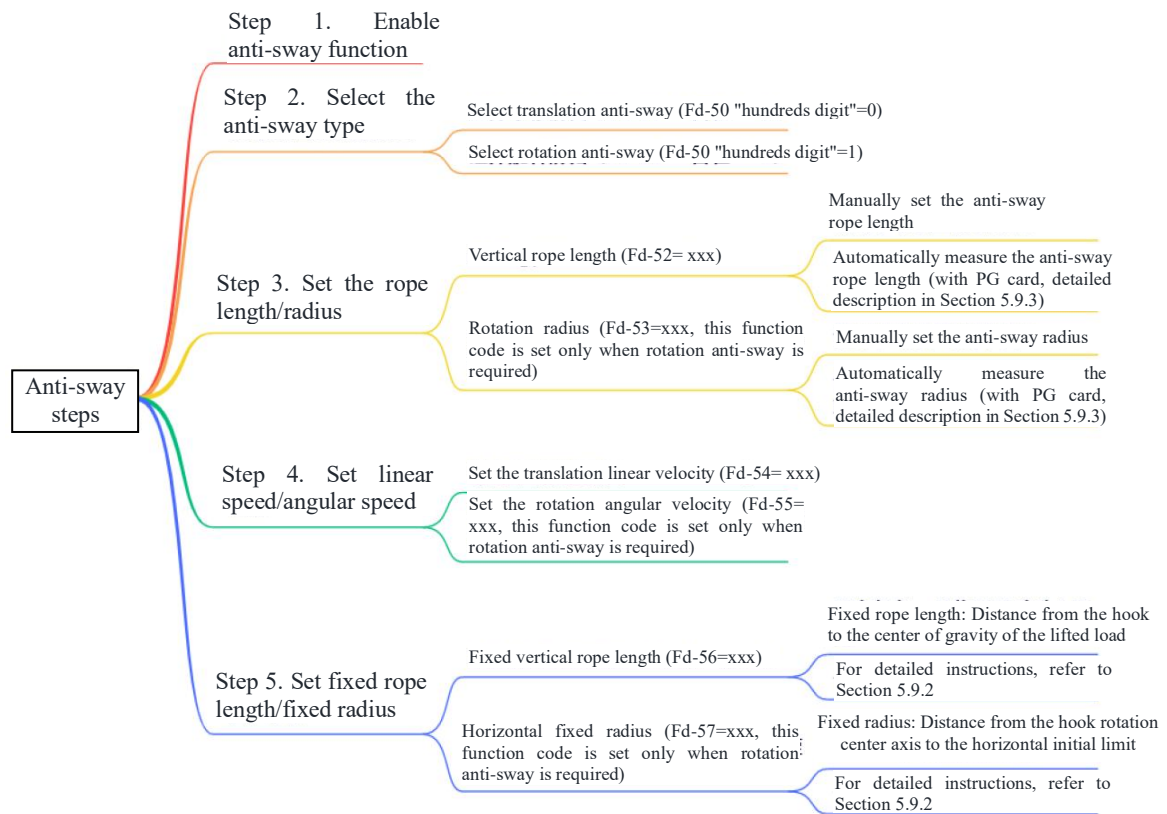 Anti-sway
steps
Step 1. Enable
anti-sway function
Step 2. Select the
anti-sway type
Select translation anti-sway (Fd-50 "hundreds digit"=0)
Select rotation anti-sway (Fd-50 "hundreds digit"=1)
Step 3. Set the rope
length/radius
Vertical rope length (Fd-52= xxx)
Manually set the anti-sway
rope length
Automatically measure the anti-sway
rope length (with PG card, detailed
description in Section 5.9.3)
Rotation radius (Fd-53=xxx, this function
code is set only when rotation anti-sway is
required)
Manually set the anti-sway radius
Automatically measure the
anti-sway radius (with PG card,
detailed description in Section 5.9.3)
Step 4. Set linear
speed/angular speed
Set the translation linear velocity (Fd-54= xxx)
Set the rotation angular velocity (Fd-55=
xxx, this function code is set only when
rotation anti-sway is required)
Step 5. Set fixed rope
length/fixed radius
Fixed vertical rope length (Fd-56=xxx)
Fixed rope length: Distance from the hook
to the center of gravity of the lifted load
For detailed instructions, refer to
Section 5.9.2
Horizontal fixed radius (Fd-57=xxx, this
function code is set only when rotation
anti-sway is required)
Fixed radius: Distance from the hook rotation
center axis to the horizontal initial limit
For detailed instructions, refer to
Section 5.9.2